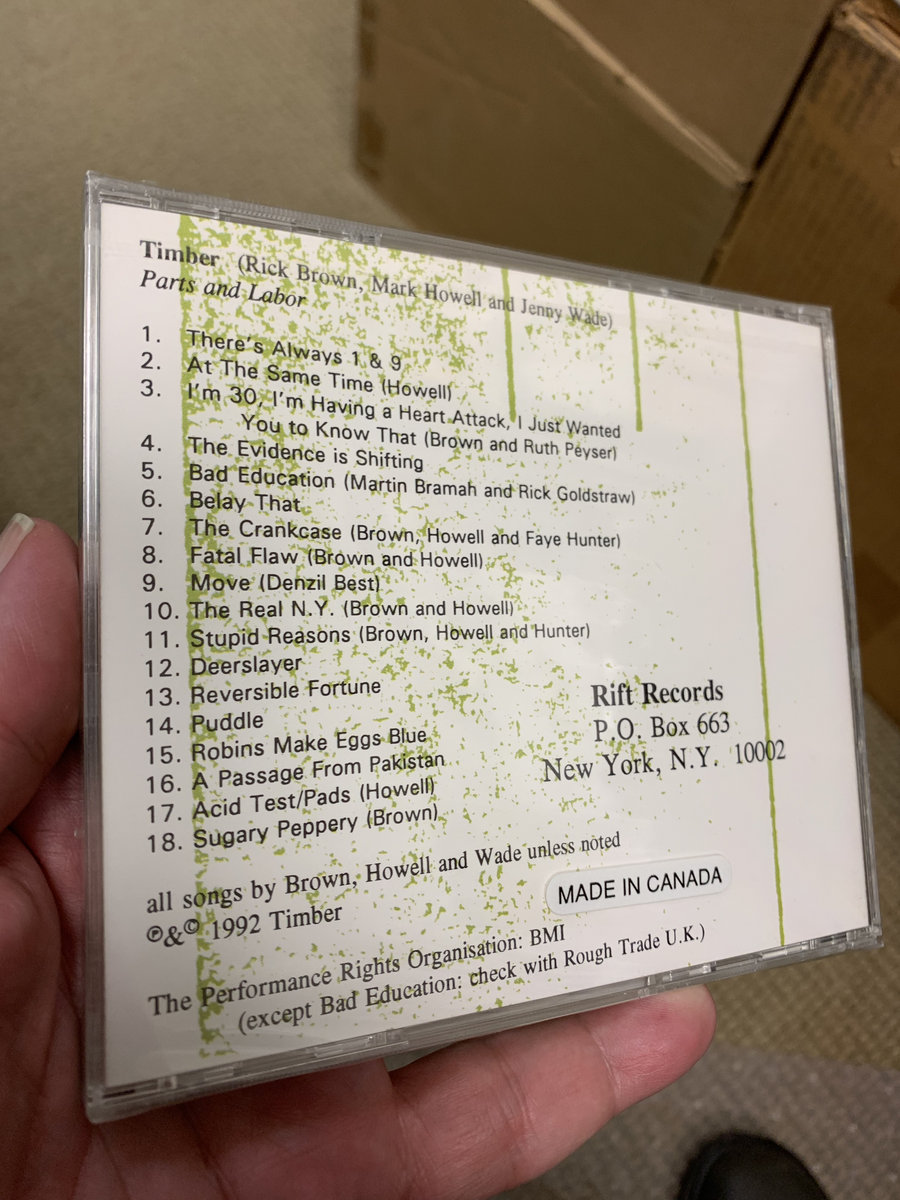 Timber (Rick Brown, Mark Howell and Jenny Wade)
Parts and Labor
1. There's Always 1 & 9
2. At The Same Time (Howell)
3. I'm 30, I'm Having a Heart Attack, I Just Wanted
You to Know That (Brown and Ruth Peyser)
4. The Evidence is Shifting
5. Bad Education (Martin Bramah and Rick Goldstraw)
6. Belay That
7. The Crankcase (Brown, Howell and Faye Hunter)
8. Fatal Flaw (Brown and Howell)
9. Move (Denzil Best)
10. The Real N.Y. (Brown and Howell)
11. Stupid Reasons (Brown, Howell and Hunter)
12. Deerslayer
13. Reversible Fortune
14. Puddle
15. Robins Make Eggs Blue
16. A Passage From Pakistan
17. Acid Test/Pads (Howell)
18. Sugary Peppery (Brown)
Rift Records
P.O. Box 663
New York, N.Y. 10002
all songs by Brown, Howell and Wade unless noted
℗&© 1992 Timber
MADE IN CANADA
The Performance Rights Organisation: BMI
(except Bad Education: check with Rough Trade U.K.)